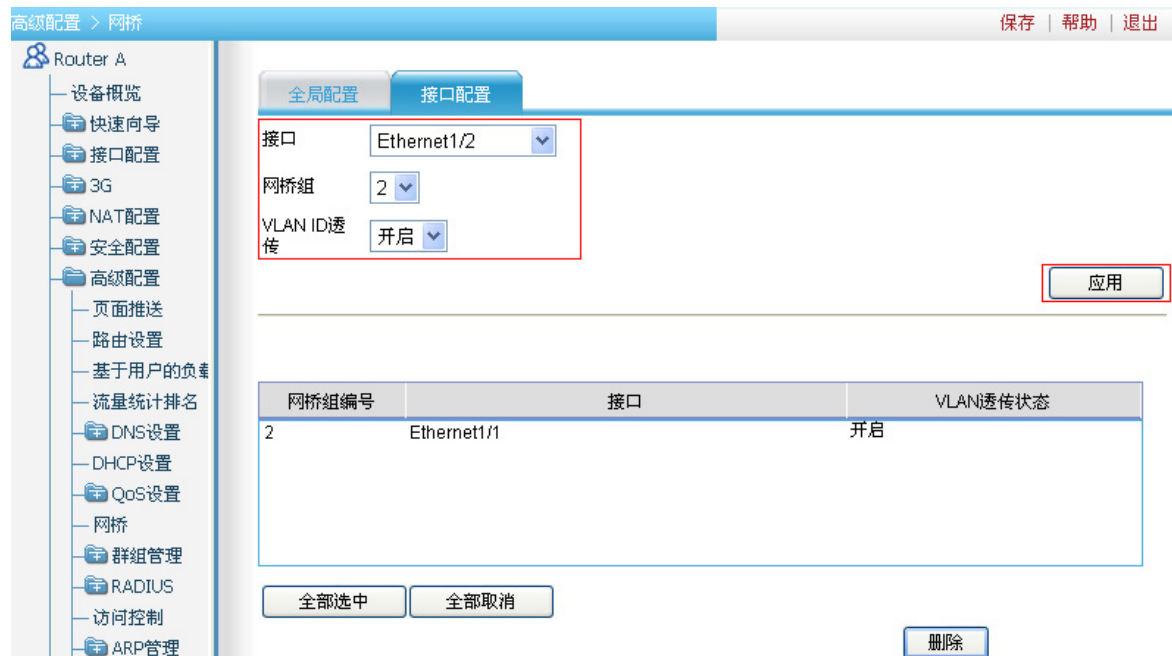 高级配置 > 网桥
保存 | 帮助 | 退出
Router A
设备概览
快速向导
接口配置
3G
NAT配置
安全配置
高级配置
页面推送
路由设置
基于用户的负载
流量统计排名
DNS设置
DHCP设置
QoS设置
网桥
群组管理
RADIUS
访问控制
ARP管理
全局配置 接口配置
接口 Ethernet1/2
网桥组 2
VLAN ID透
传 开启
应用
网桥组编号 接口 VLAN透传状态
2 Ethernet1/1 开启
全部选中 全部取消
删除